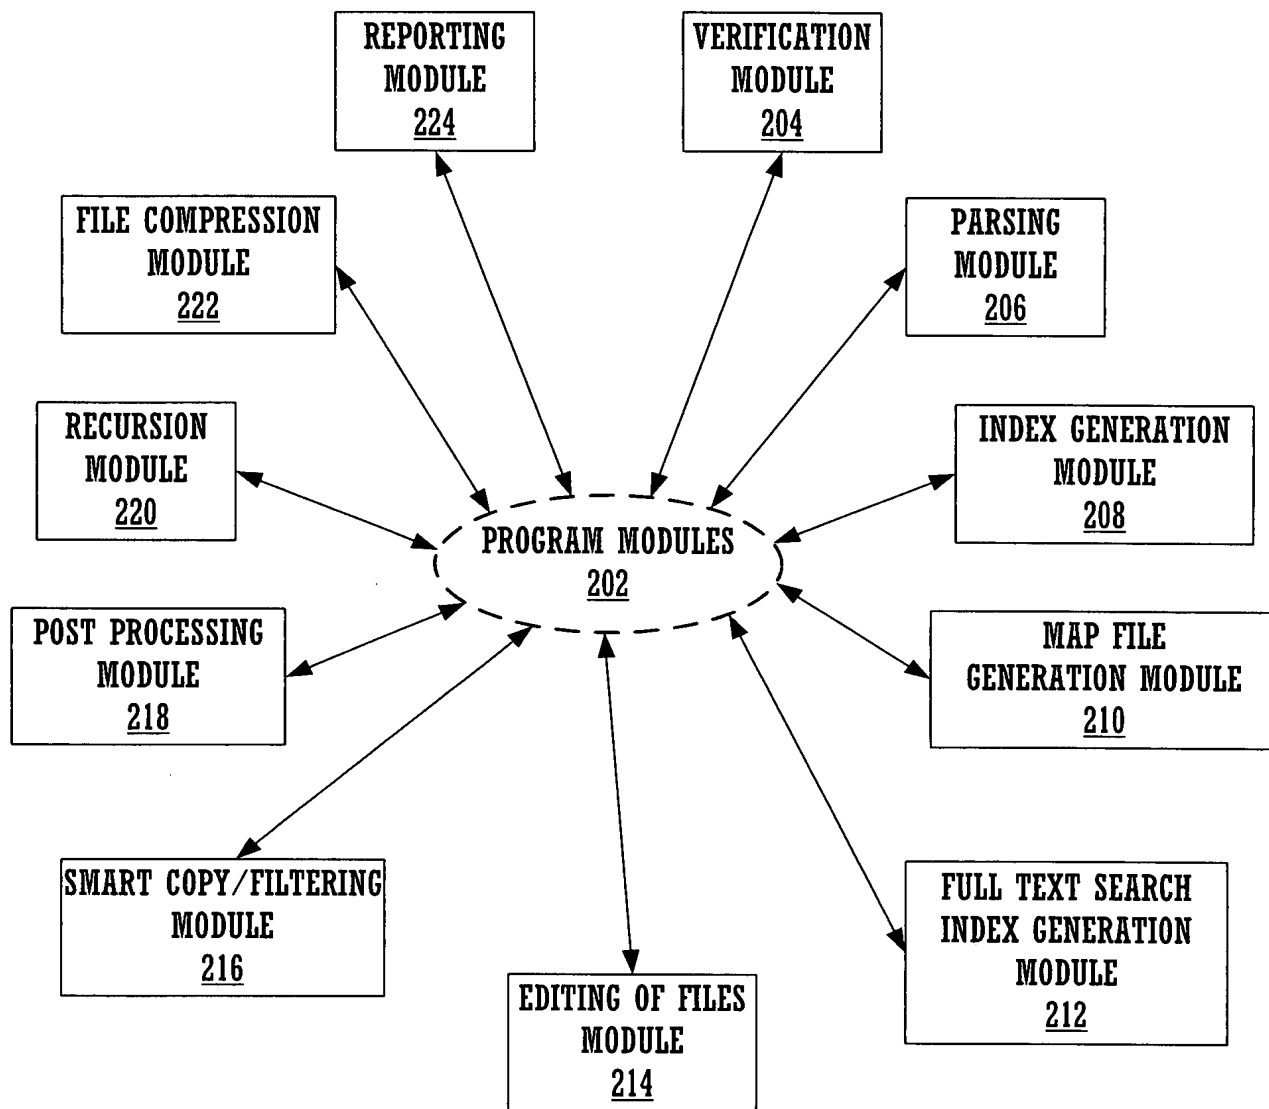 REPORTING
MODULE
224
VERIFICATION
MODULE
204
FILE COMPRESSION
MODULE
222
PARSING
MODULE
206
RECURSION
MODULE
220
INDEX GENERATION
MODULE
208
PROGRAM MODULES
202
POST PROCESSING
MODULE
218
MAP FILE
GENERATION MODULE
210
SMART COPY/FILTERING
MODULE
216
FULL TEXT SEARCH
INDEX GENERATION
MODULE
212
EDITING OF FILES
MODULE
214